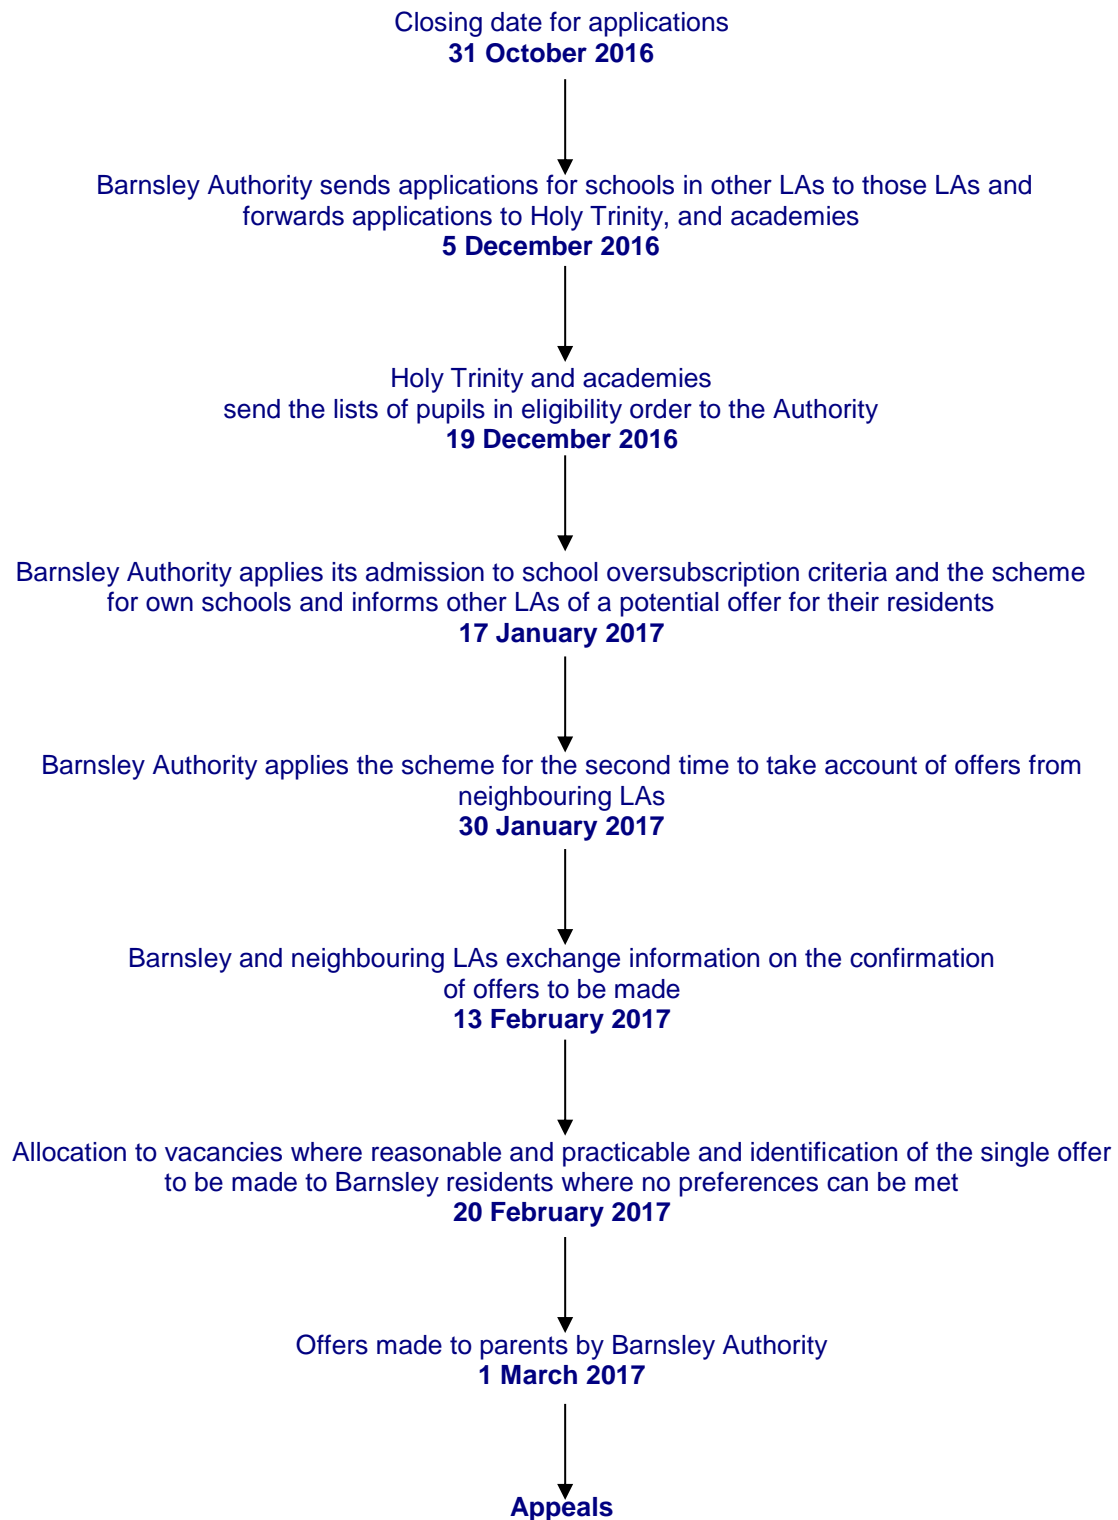 Closing date for applications
31 October 2016
Barnsley Authority sends applications for schools in other LAs to those LAs and
forwards applications to Holy Trinity, and academies
5 December 2016
Holy Trinity and academies
send the lists of pupils in eligibility order to the Authority
19 December 2016
Barnsley Authority applies its admission to school oversubscription criteria and the scheme
for own schools and informs other LAs of a potential offer for their residents
17 January 2017
Barnsley Authority applies the scheme for the second time to take account of offers from
neighbouring LAs
30 January 2017
Barnsley and neighbouring LAs exchange information on the confirmation
of offers to be made
13 February 2017
Allocation to vacancies where reasonable and practicable and identification of the single offer
to be made to Barnsley residents where no preferences can be met
20 February 2017
Offers made to parents by Barnsley Authority
1 March 2017
Appeals